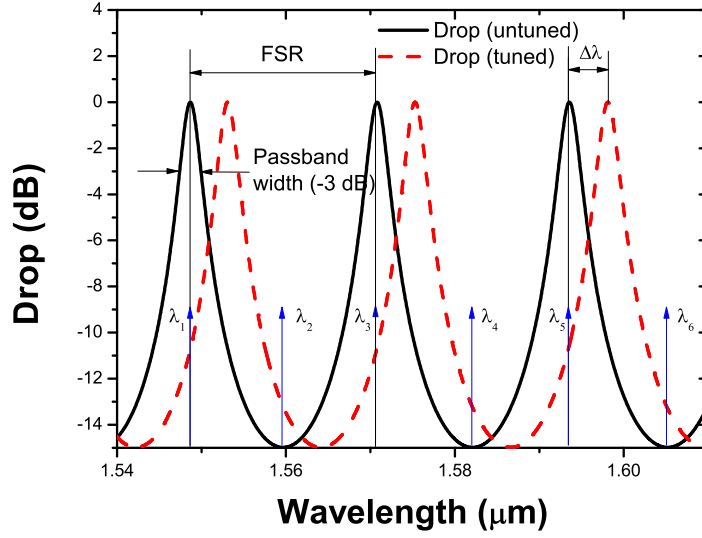 4
2
0
-2
-4
-6
-8
-10
-12
-14
Drop (dB)
Drop (untuned)
Drop (tuned)
FSR
Δλ
Passband
width (-3 dB)
λ1
λ2
λ3
λ4
λ5
λ6
1.54
1.56
1.58
1.60
Wavelength (μm)